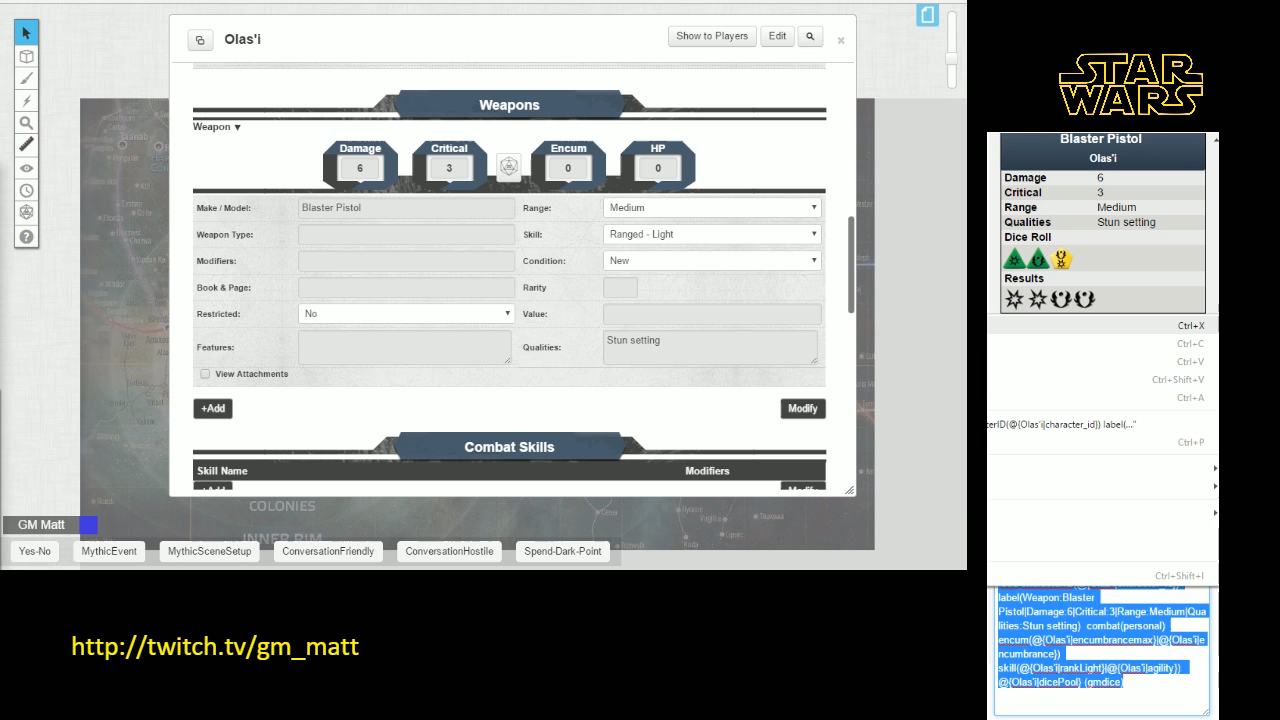 Olas'i
Show to Players
Edit
Weapons
Weapon ▾
Damage
Critical
Encum
HP
6
3
0
0
Make / Model:
Blaster Pistol
Range:
Medium
Weapon Type:
Skill:
Ranged - Light
Modifiers:
Condition:
New
Book & Page:
Rarity
Restricted:
No
Value:
Features:
Qualities:
Stun setting
View Attachments
+Add
Modify
Combat Skills
Skill Name
Modifiers
COLONIES
INNER RIM
GM Matt
Yes-No
MythicEvent
MythicSceneSetup
ConversationFriendly
ConversationHostile
Spend-Dark-Point
http://twitch.tv/gm_matt
STAR
WARS
Blaster Pistol
Olas'i
Damage 6
Critical 3
Range Medium
Qualities Stun setting
Dice Roll
Results
Ctrl+X
Ctrl+C
Ctrl+V
Ctrl+Shift+V
Ctrl+A
terID(@{Olas'i|character_id}) label(..."
Ctrl+P
Ctrl+Shift+I
label(Weapon:Blaster
Pistol|Damage:6|Critical:3|Range:Medium|Qua
lities:Stun setting) combat(personal)
encum(@{Olas'i|encumbrancemax}|@{Olas'i|e
ncumbrance})
skill(@{Olas'i|rankLight}|@{Olas'i|agility})
@{Olas'i|dicePool} (gmdice)